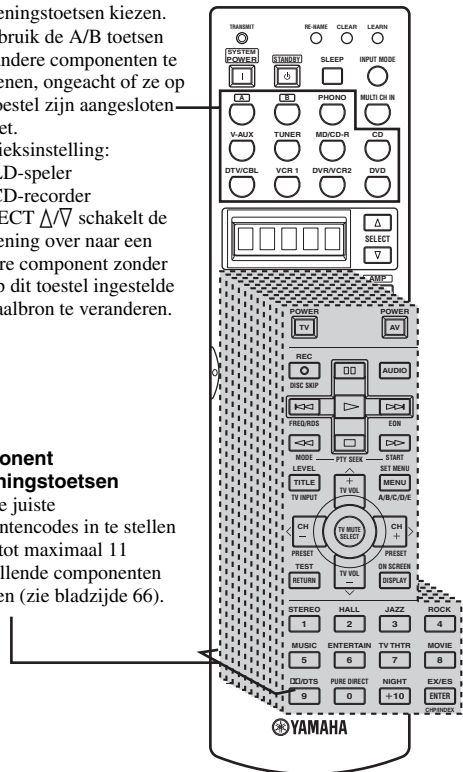 eningstoetsen kiezen.
bruik de A/B toetsen
andere componenten te
enen, ongeacht of ze op
oestel zijn aangesloten
et.
ieksinstelling:
LD-speler
CD-recorder
ECT △/▽ schakelt de
ening over naar een
re component zonder
p dit toestel ingestelde
aalbron te veranderen.
onent
ningstoetsen
e juiste
ntencodes in te stellen
tot maximaal 11
llende componenten
en (zie bladzijde 66).
TRANSMIT RE-NAME CLEAR LEARN
SYSTEM
POWER STANDBY SLEEP INPUT MODE
A B PHONO MULTI CH IN
V-AUX TUNER MD/CD-R CD
DTV/CBL VCR 1 DVR/VCR2 DVD
SELECT
AMP
POWER POWER
TV AV
REC
AUDIO
DISC SKIP
FREQ/RDS EON
MODE PTY SEEK START
LEVEL SET MENU
TITLE + MENU
TV INPUT TV VOL A/B/C/D/E
CH TV MUTE CH
– SELECT +
PRESET PRESET
TEST TV VOL ON SCREEN
RETURN – DISPLAY
STEREO HALL JAZZ ROCK
1 2 3 4
MUSIC ENTERTAIN TV THTR MOVIE
5 6 7 8
/DTS PURE DIRECT NIGHT EX/ES
9 0 +10 ENTER
CHP/INDEX
YAMAHA